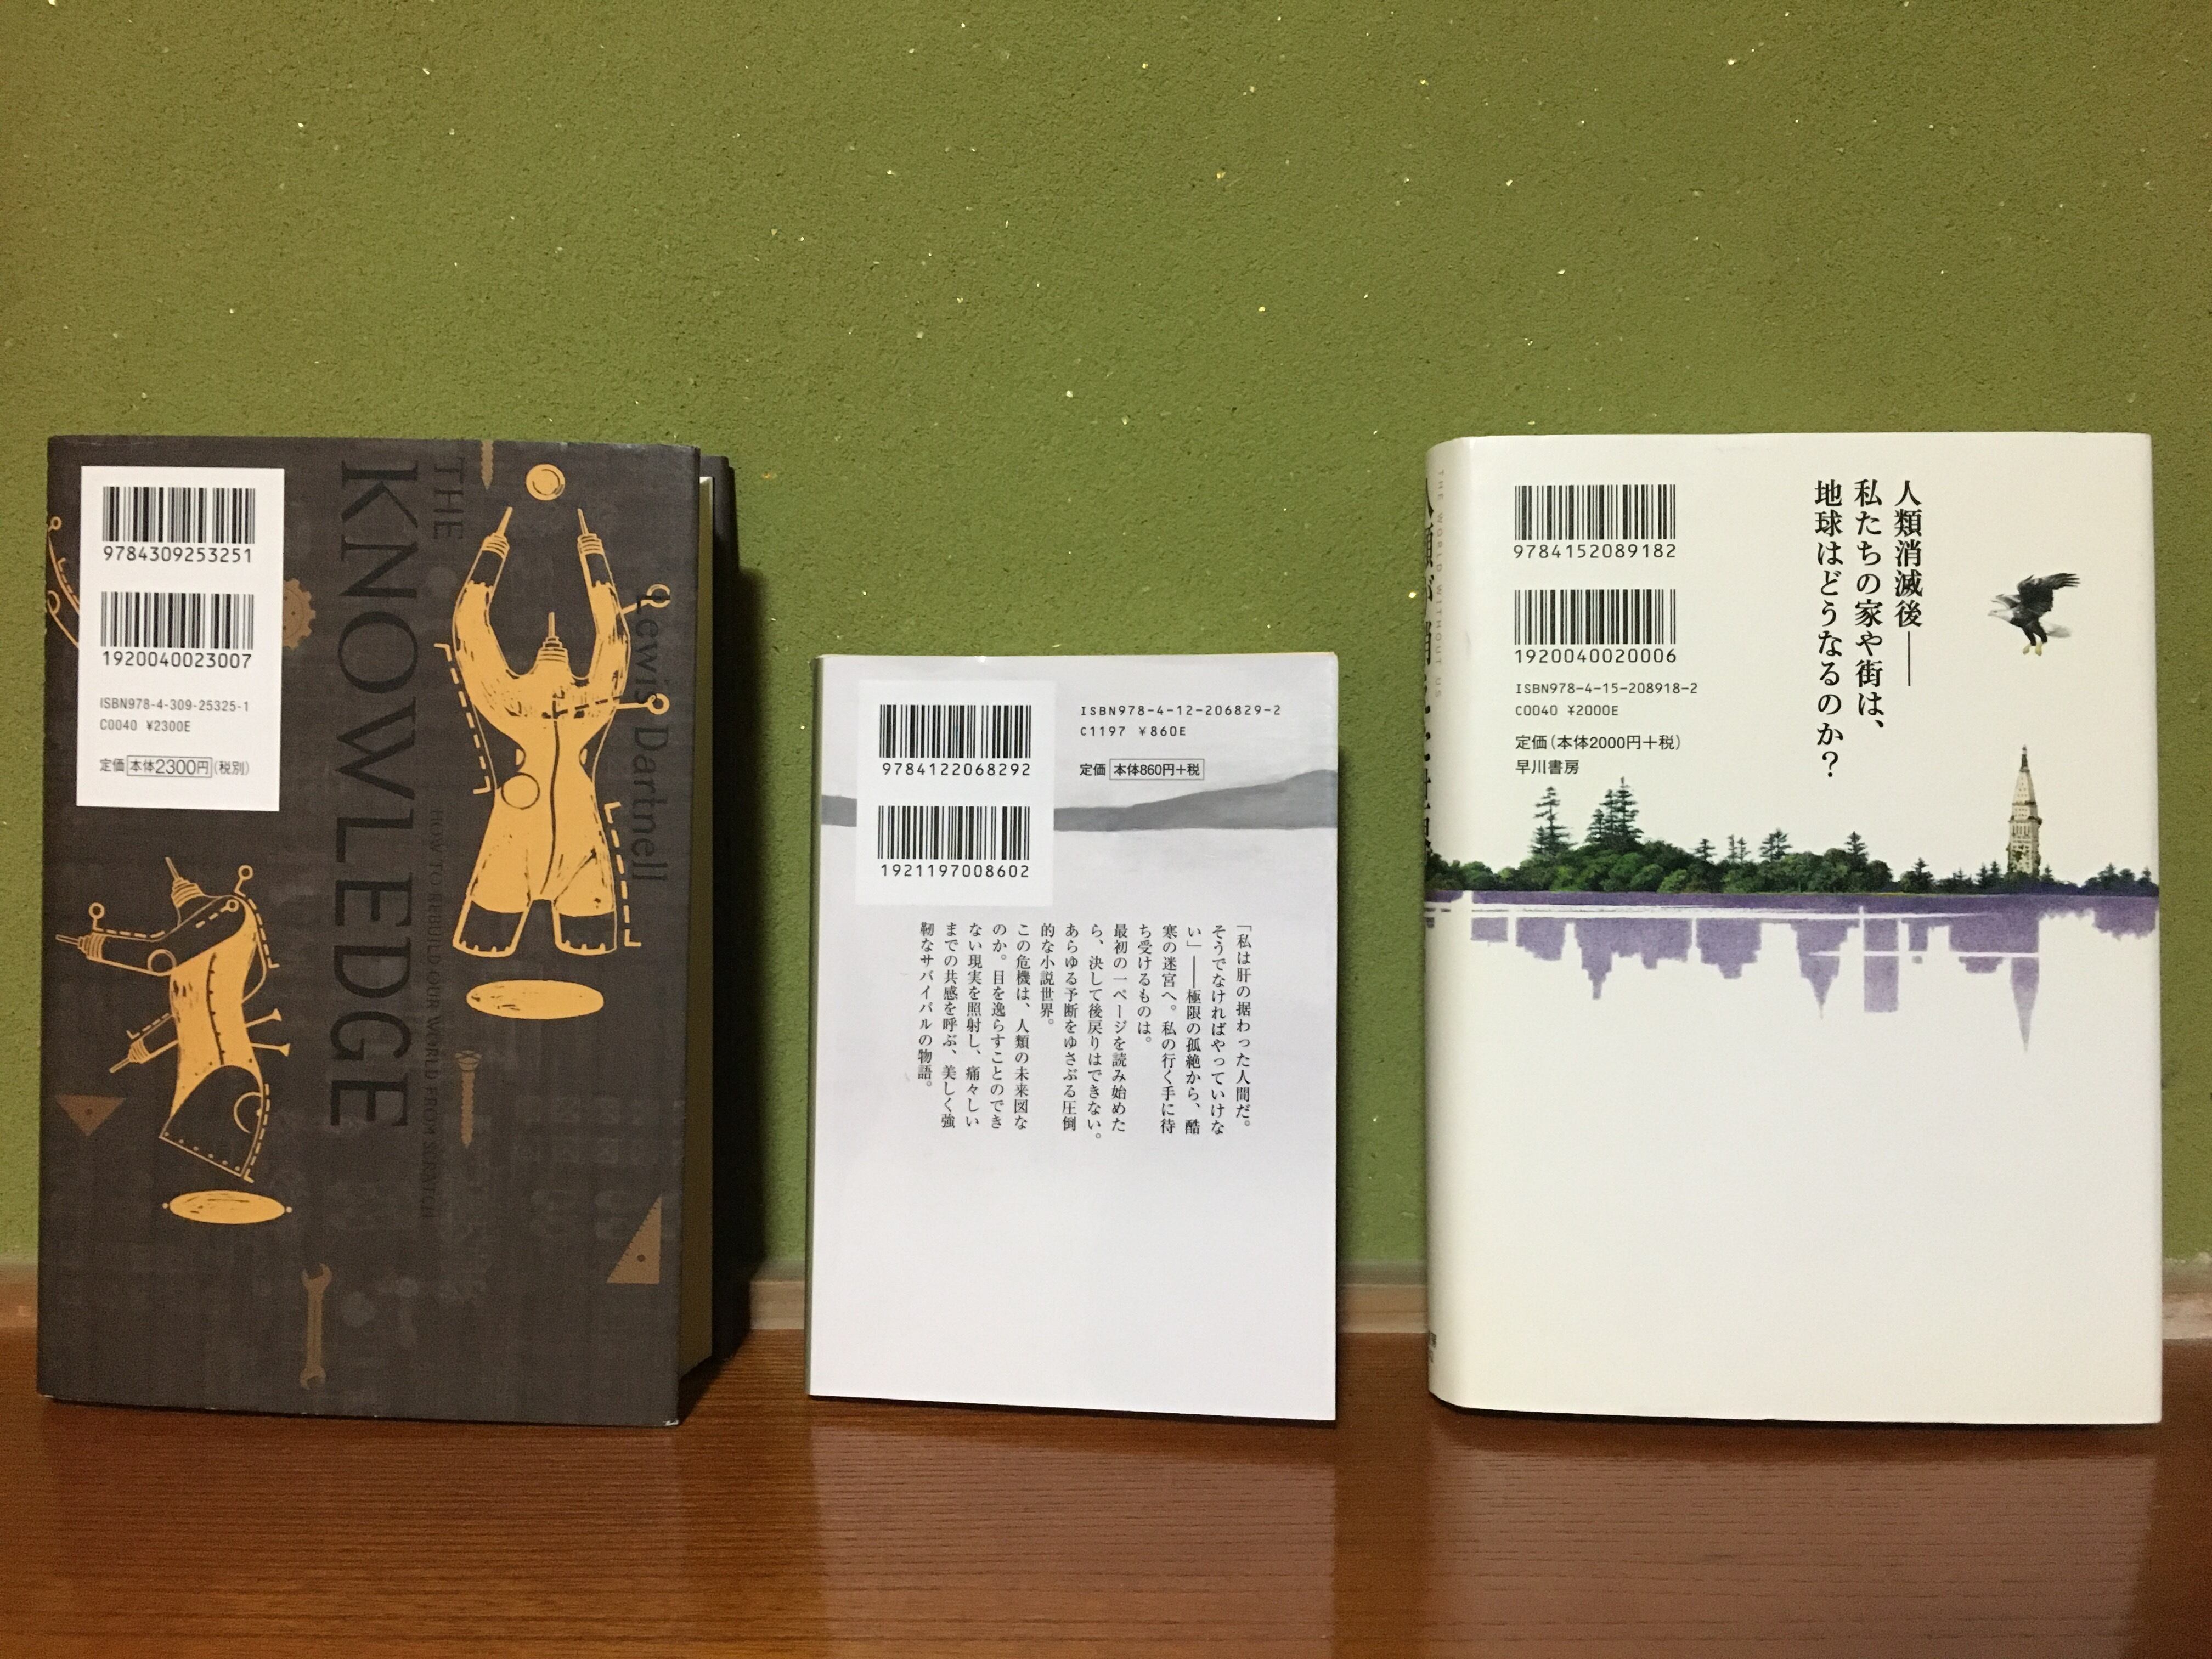 9784309253251
1920040023007
ISBN978-4-309-25325-1
C0040 ¥2300E
定価 本体2300円(税別)
THE
KNOWLEDGE
HOW TO REBUILD OUR WORLD FROM SCRATCH
Lewis Dartnell
9784122068292
1921197008602
ISBN978-4-12-206829-2
C1197 ¥860E
定価 本体860円+税
「私は肝の据わった人間だ。
そうでなければやっていけな
い」――極限の孤絶から、酷
寒の迷宮へ。私の行く手に待
ち受けるものは。
最初の一ページを読み始めた
ら、決して後戻りはできない。
あらゆる予断をゆさぶる圧倒
的な小説世界。
この危機は、人類の未来図な
のか。目を逸らすことのでき
ない現実を照射し、痛々しい
までの共感を呼ぶ、美しく強
靭なサバイバルの物語。
THE WORLD WITHOUT US
9784152089182
1920040020006
ISBN978-4-15-208918-2
C0040 ¥2000E
定価(本体2000円+税)
早川書房
人類消滅後――
私たちの家や街は、
地球はどうなるのか?